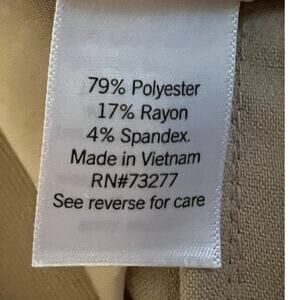 79% Polyester
17% Rayon
4% Spandex.
Made in Vietnam
RN#73277
See reverse for care